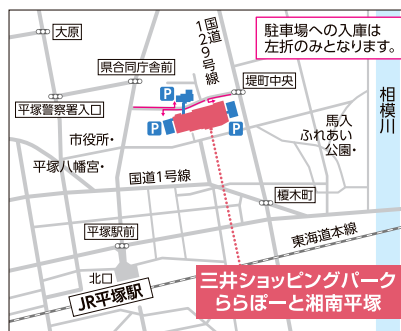 大原
国道129号線
駐車場への入庫は
左折のみとなります。
県合同庁舎前
堤町中央
P
平塚警察署入口
P
P
相模川
市役所・
馬入
ふれあい
公園・
平塚八幡宮・
国道1号線
榎木町
平塚駅前
東海道本線
北口
JR平塚駅
三井ショッピングパーク
ららぽーと湘南平塚